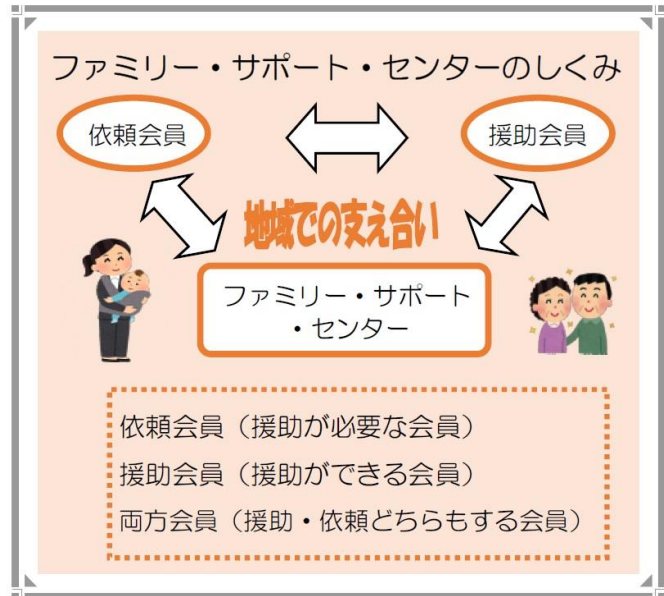 ファミリー・サポート・センターのしくみ
依頼会員
援助会員
地域での支え合い
ファミリー・サポート
・センター
依頼会員（援助が必要な会員）
援助会員（援助ができる会員）
両方会員（援助・依頼どちらもする会員）